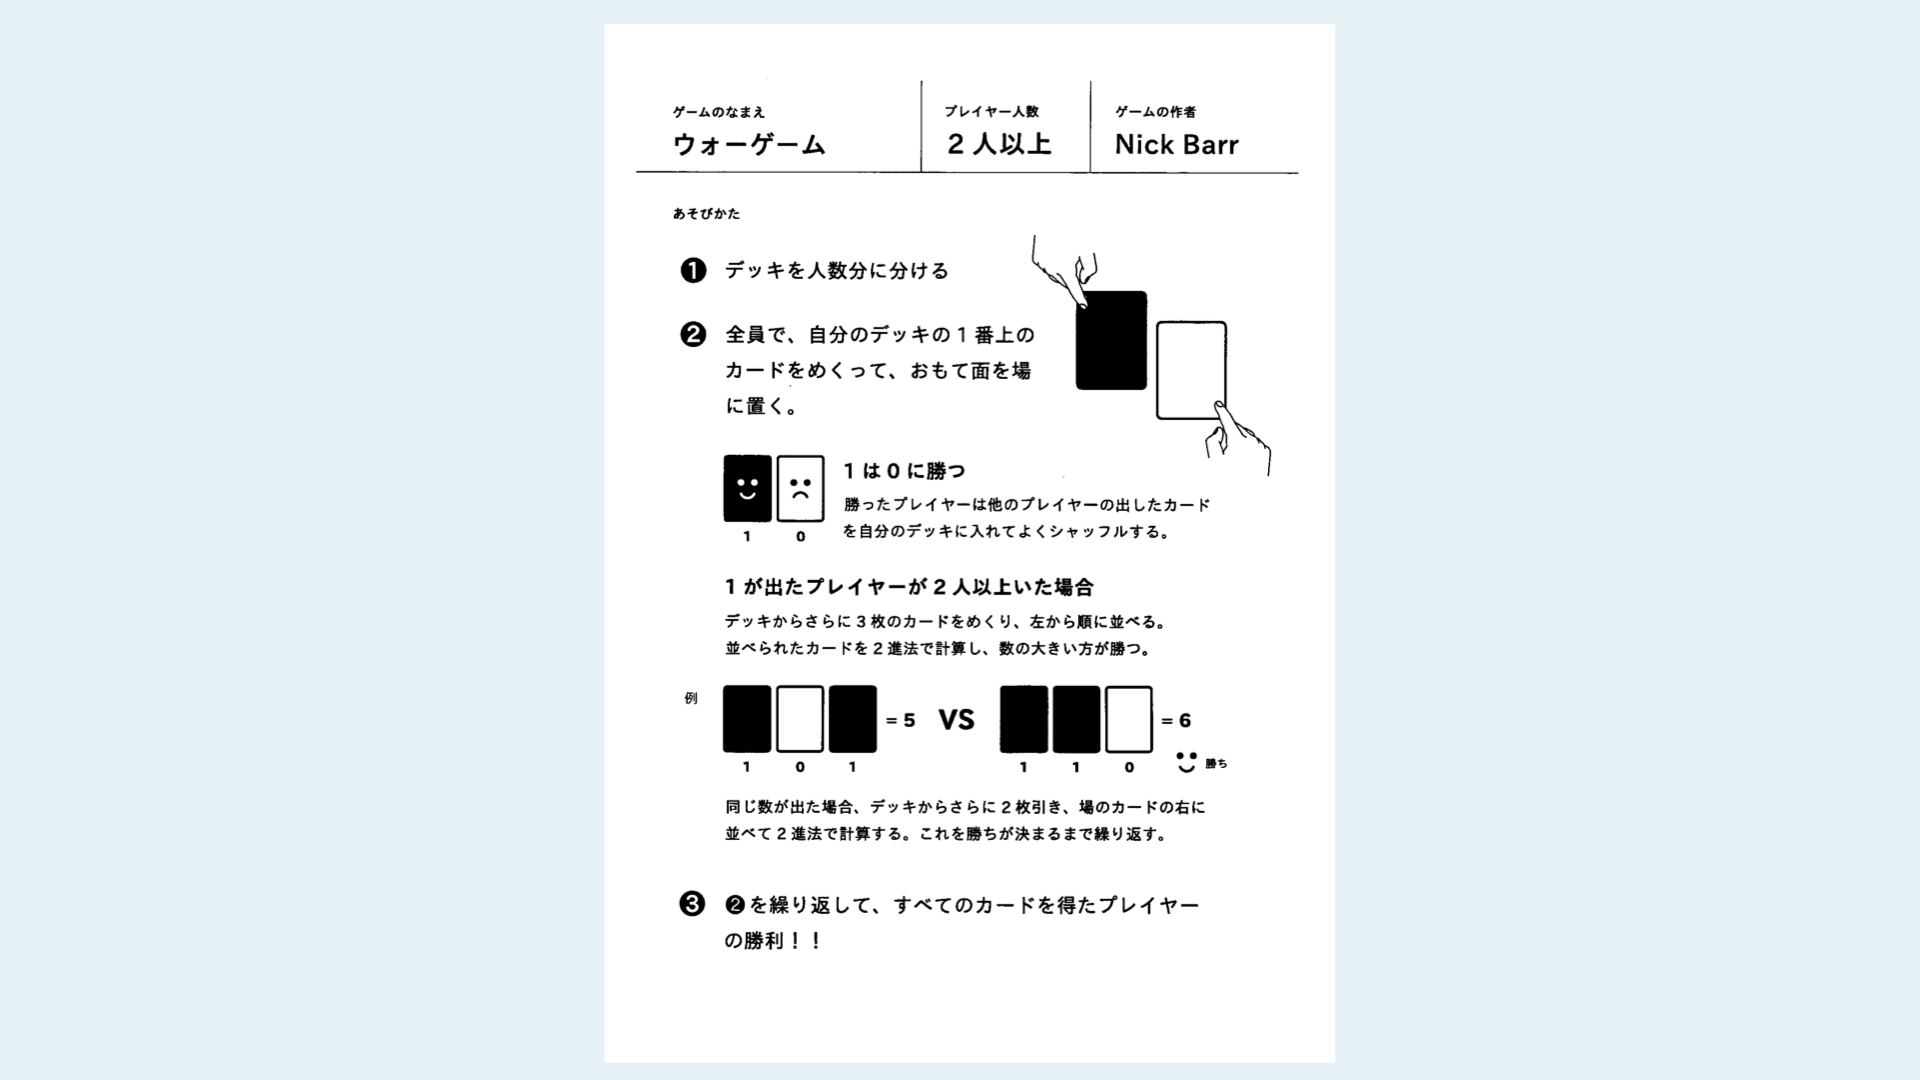 ゲームのなまえ
ウォーゲーム
プレイヤー人数
2 人以上
ゲームの作者
Nick Barr
あそびかた
❶ デッキを人数分に分ける
❷ 全員で、自分のデッキの 1 番上の
カードをめくって、おもて面を場
に置く。
1 は 0 に勝つ
勝ったプレイヤーは他のプレイヤーの出したカード
を自分のデッキに入れてよくシャッフルする。
1 0
1 が出たプレイヤーが 2 人以上いた場合
デッキからさらに 3 枚のカードをめくり、左から順に並べる。
並べられたカードを 2 進法で計算し、数の大きい方が勝つ。
例
= 5 VS = 6
1 0 1 1 1 0
勝ち
同じ数が出た場合、デッキからさらに 2 枚引き、場のカードの右に
並べて 2 進法で計算する。これを勝ちが決まるまで繰り返す。
❸ ❷を繰り返して、すべてのカードを得たプレイヤー
の勝利！！